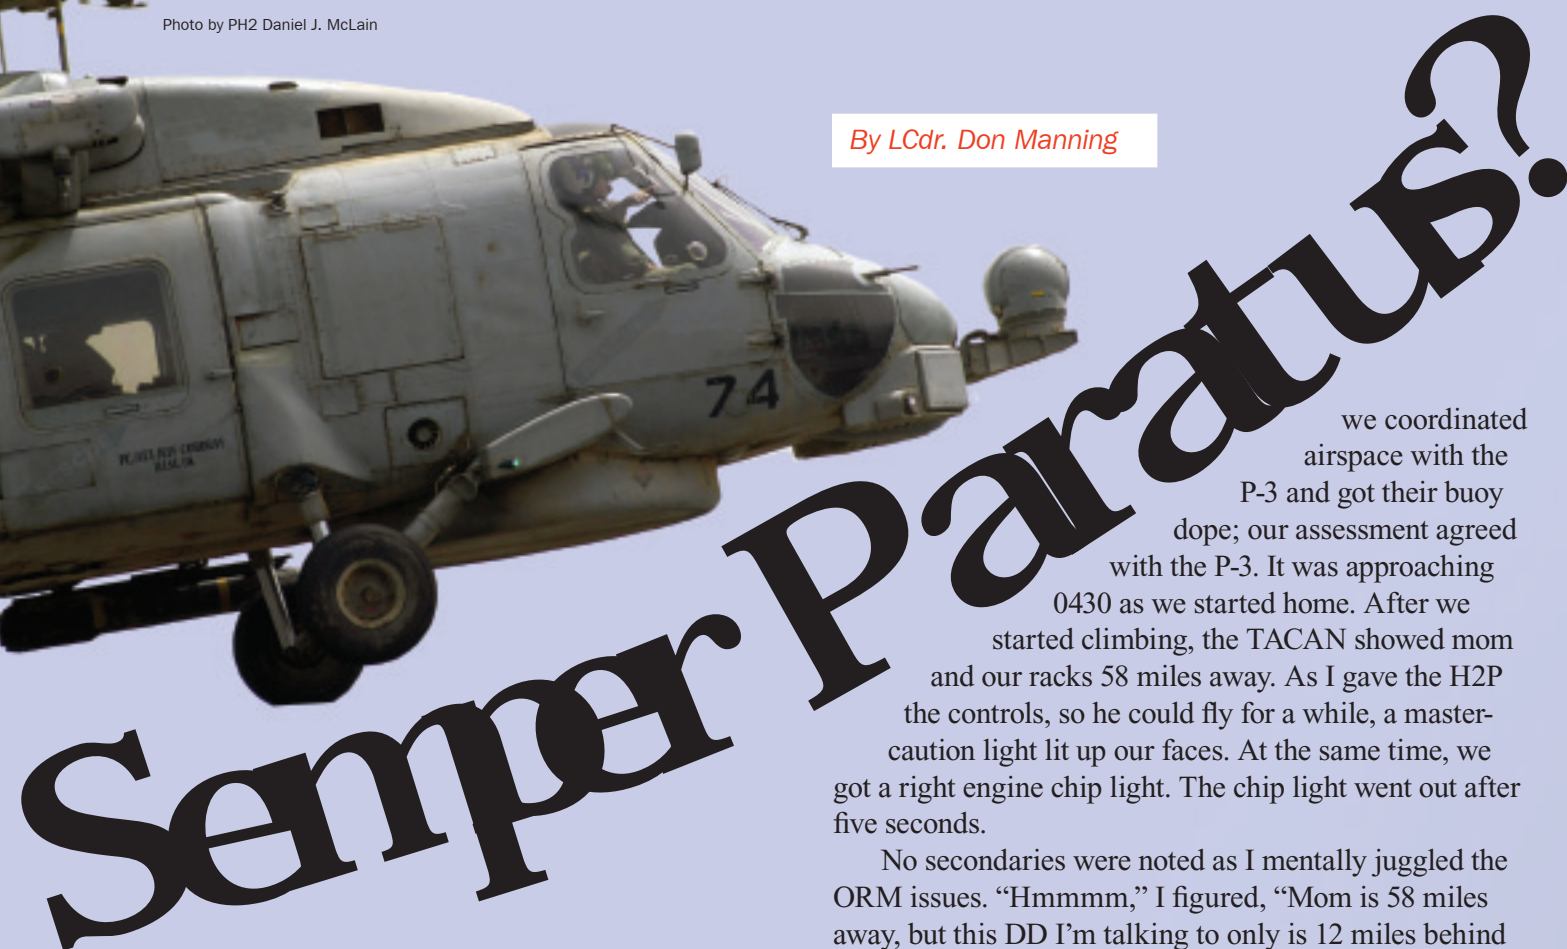 Photo by PH2 Daniel J. McLain
By LCdr. Don Manning
Semper Paratus?
74
we coordinated
airspace with the
P-3 and got their buoy
dope; our assessment agreed
with the P-3. It was approaching
0430 as we started home. After we
started climbing, the TACAN showed mom
and our racks 58 miles away. As I gave the H2P
the controls, so he could fly for a while, a master-
caution light lit up our faces. At the same time, we
got a right engine chip light. The chip light went out after
five seconds.
No secondaries were noted as I mentally juggled the
ORM issues. “Hmmmm,” I figured, “Mom is 58 miles
away, but this DD I’m talking to only is 12 miles behind